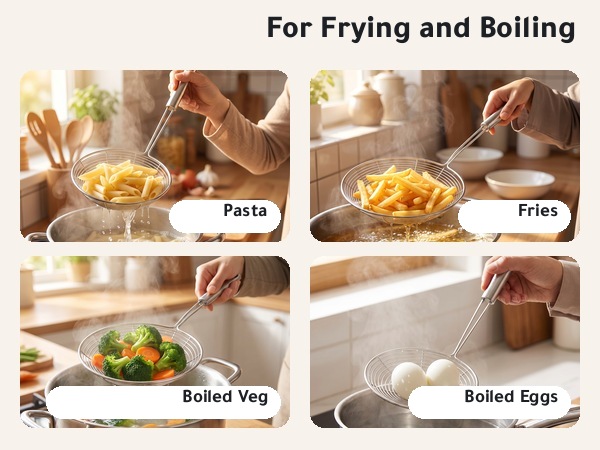 For Frying and Boiling
Pasta
Fries
Boiled Veg
Boiled Eggs